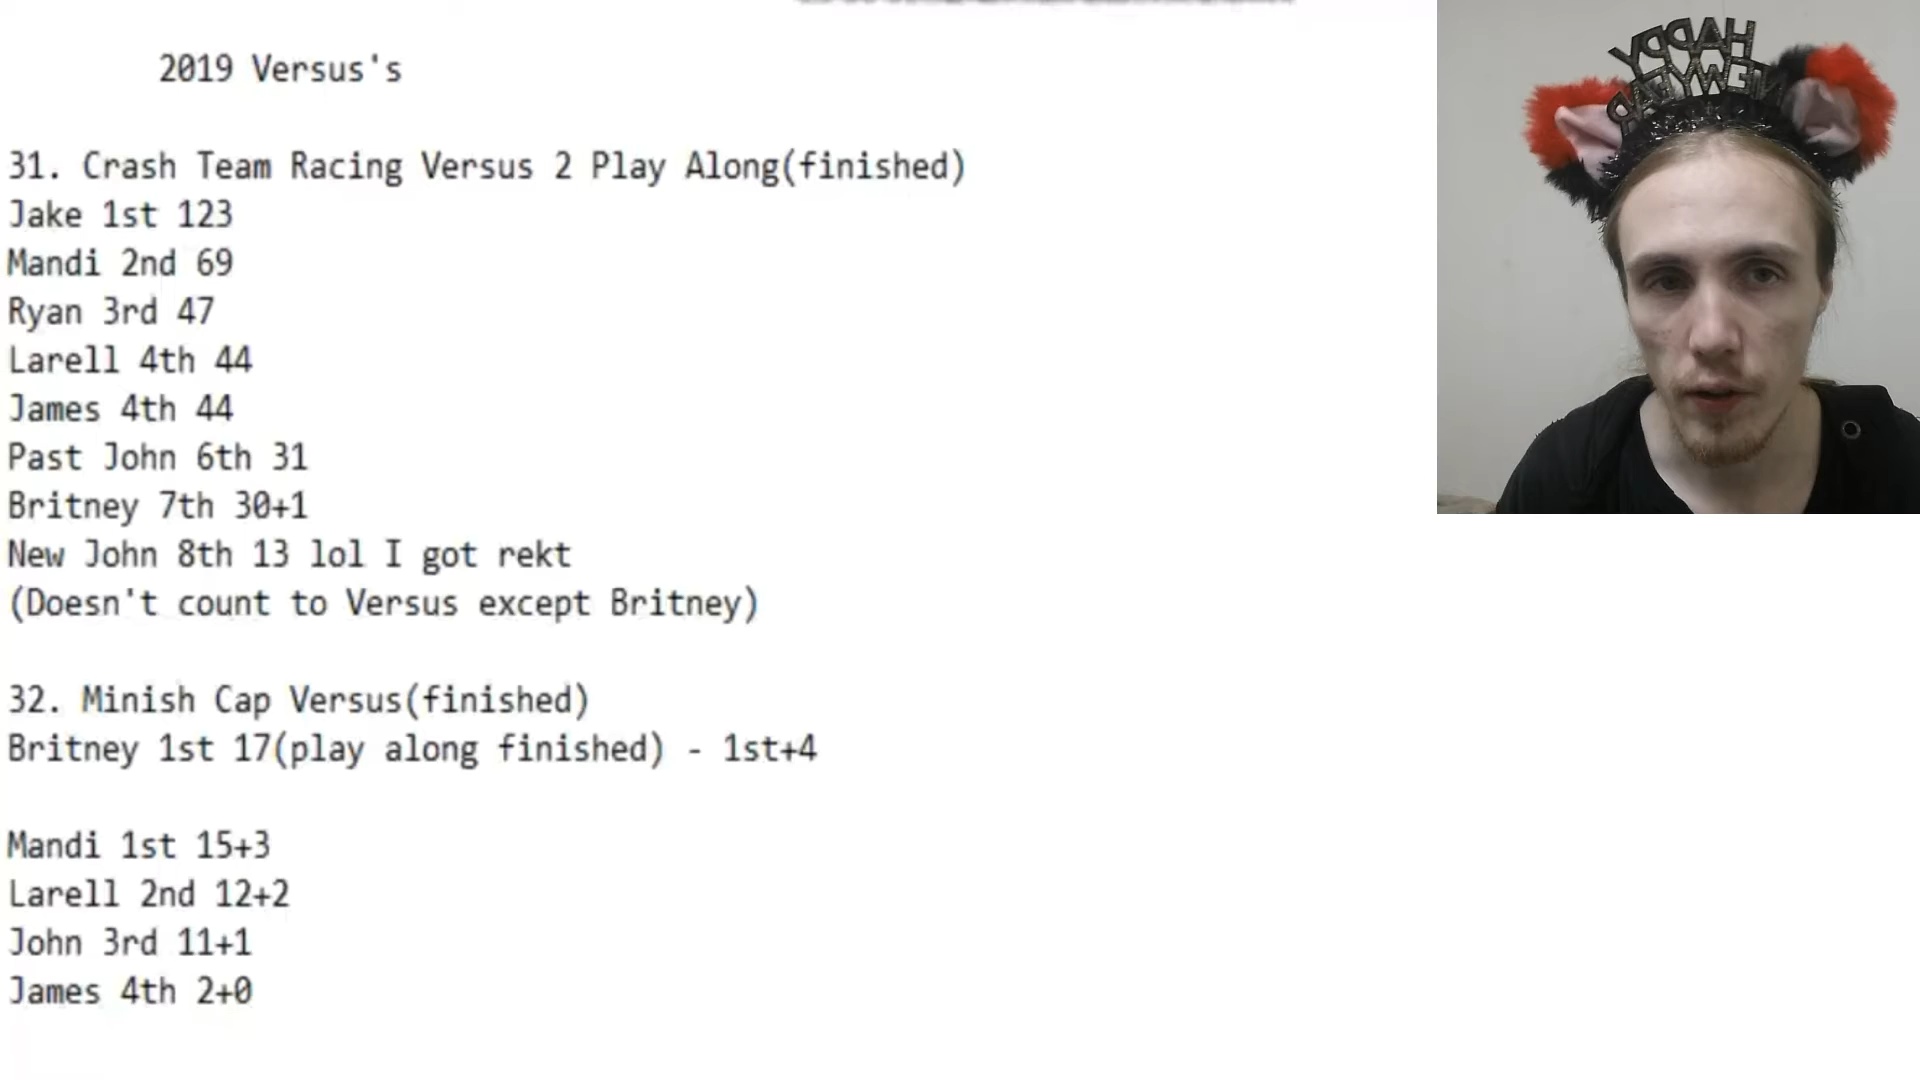 2019 Versus's
31. Crash Team Racing Versus 2 Play Along(finished)
Jake 1st 123
Mandi 2nd 69
Ryan 3rd 47
Larell 4th 44
James 4th 44
Past John 6th 31
Britney 7th 30+1
New John 8th 13 lol I got rekt
(Doesn't count to Versus except Britney)
32. Minish Cap Versus(finished)
Britney 1st 17(play along finished) - 1st+4
Mandi 1st 15+3
Larell 2nd 12+2
John 3rd 11+1
James 4th 2+0
HAPPY
NEW YEAR